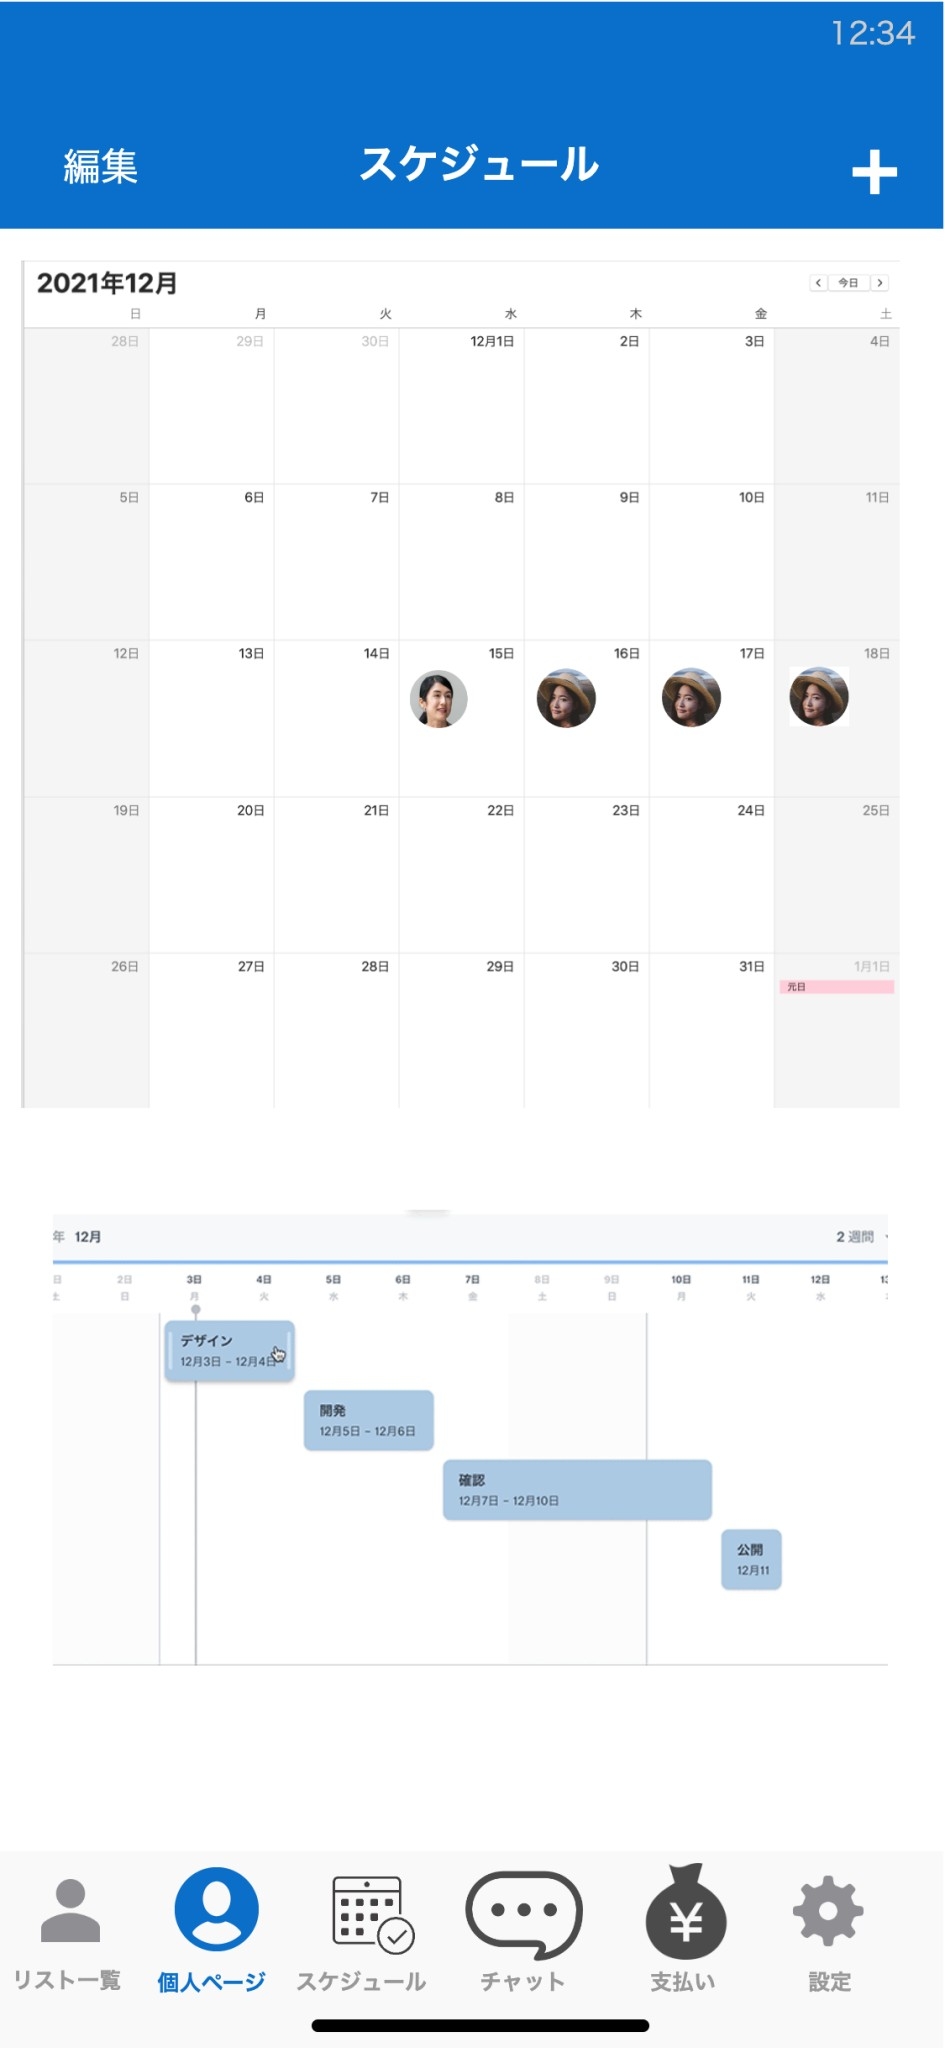 12:34
編集 スケジュール +
2021年12月 < 今日 >
日 月 火 水 木 金 土
28日 29日 30日 12月1日 2日 3日 4日
5日 6日 7日 8日 9日 10日 11日
12日 13日 14日 15日 16日 17日 18日
19日 20日 21日 22日 23日 24日 25日
26日 27日 28日 29日 30日 31日 1月1日
元日
年 12月 2 週間
日 2日 3日 4日 5日 6日 7日 8日 9日 10日 11日 12日 13
土 日 月 火 水 木 金 土 日 月 火 水
デザイン
12月3日 – 12月4日
開発
12月5日 – 12月6日
確認
12月7日 – 12月10日
公開
12月11
¥
リスト一覧 個人ページ スケジュール チャット 支払い 設定